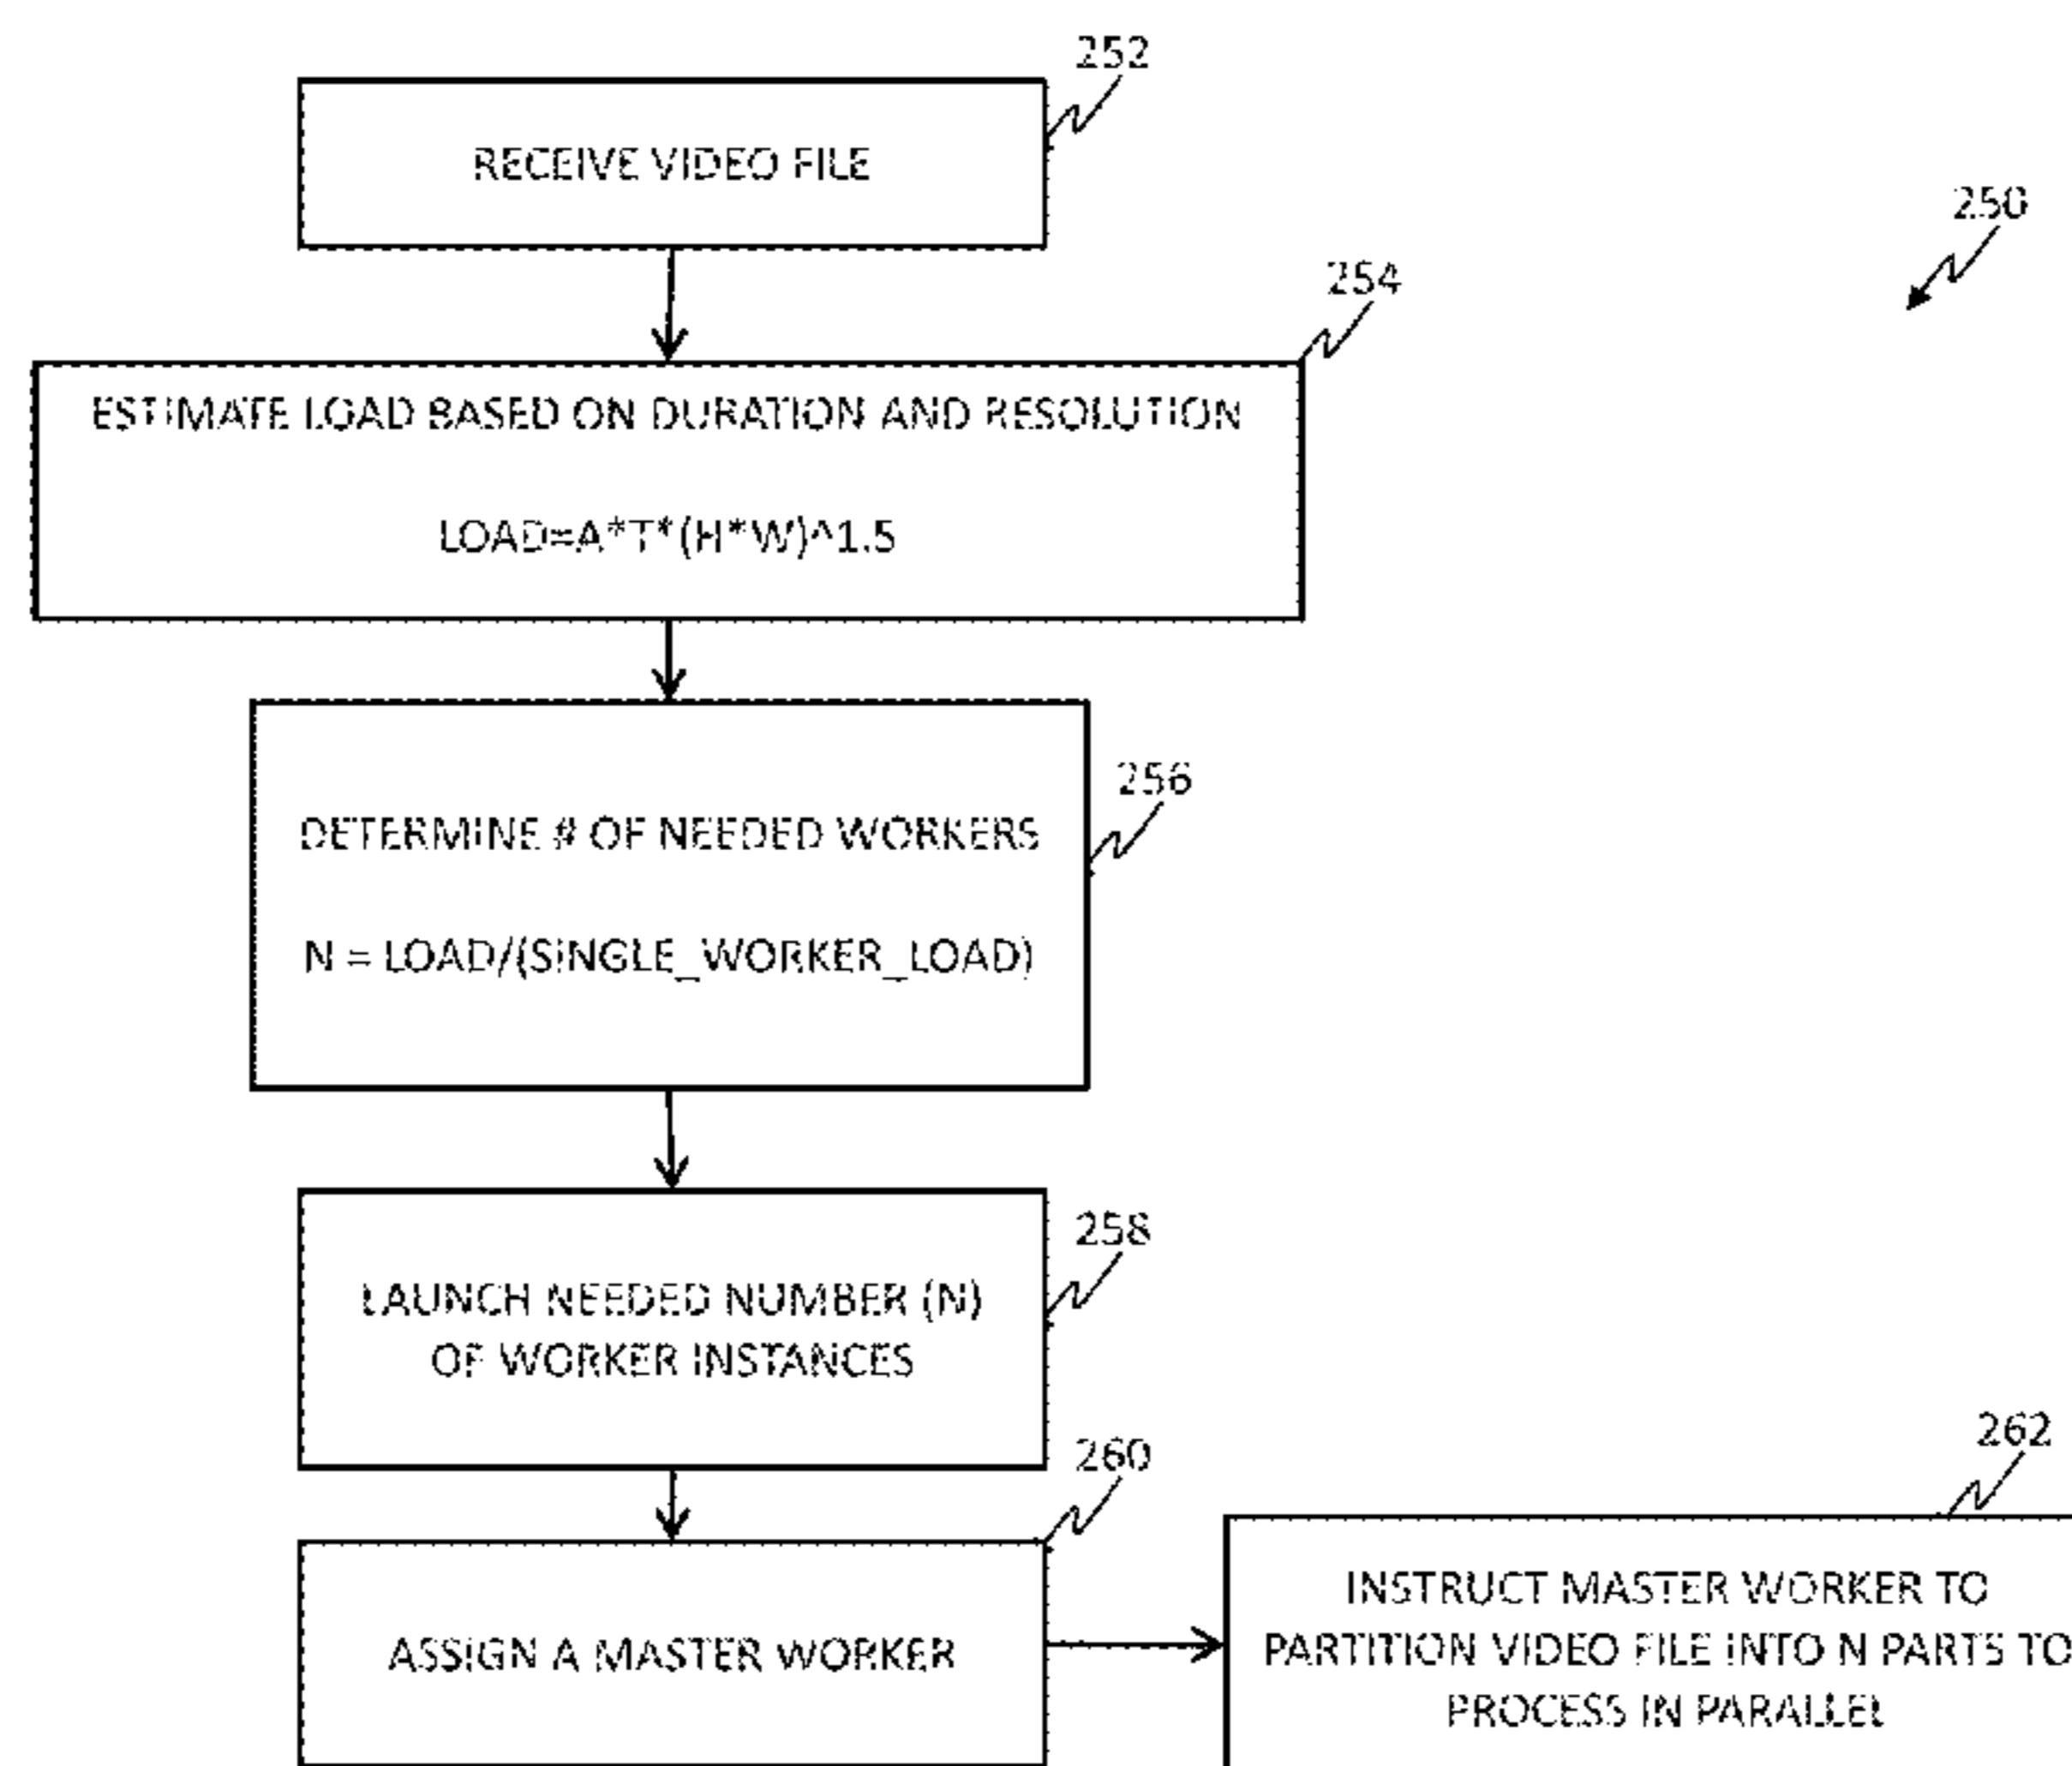 252
RECEIVE VIDEO FILE
250
254
ESTIMATE LOAD BASED ON DURATION AND RESOLUTION
LOAD=A*T*(H*W)^1.5
256
DETERMINE # OF NEEDED WORKERS
N = LOAD/(SINGLE_WORKER_LOAD)
258
LAUNCH NEEDED NUMBER (N)
OF WORKER INSTANCES
260
ASSIGN A MASTER WORKER
262
INSTRUCT MASTER WORKER TO
PARTITION VIDEO FILE INTO N PARTS TO
PROCESS IN PARALLEL